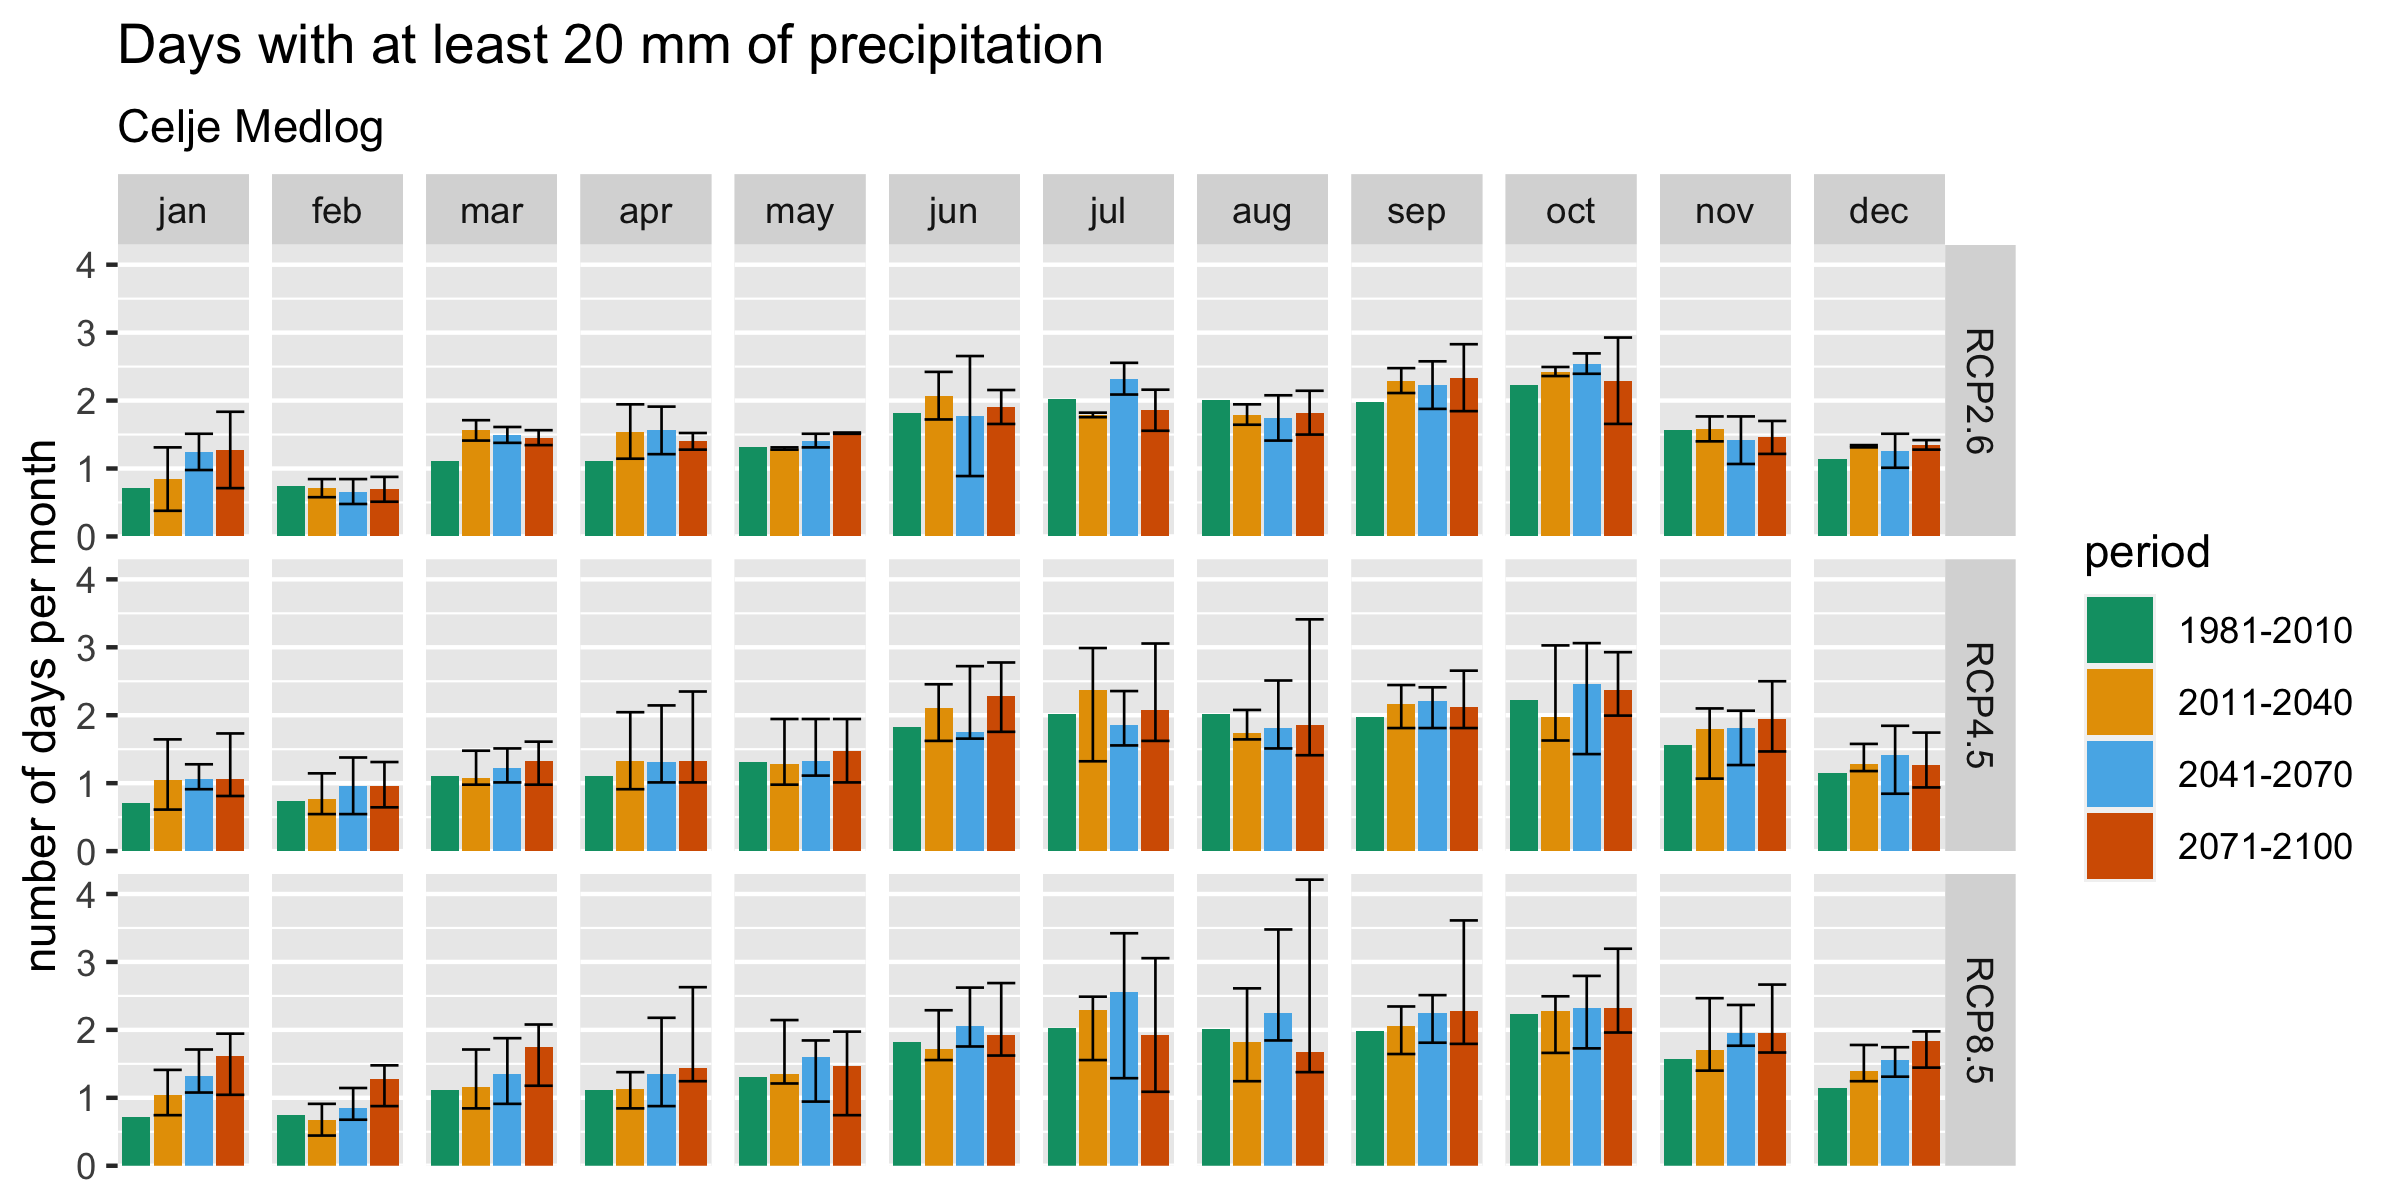 Days with at least 20 mm of precipitation
Celje Medlog
jan feb mar apr may jun jul aug sep oct nov dec
number of days per month
4
3
2
1
0
RCP2.6
4
3
2
1
0
RCP4.5
4
3
2
1
0
RCP8.5
period
1981-2010
2011-2040
2041-2070
2071-2100